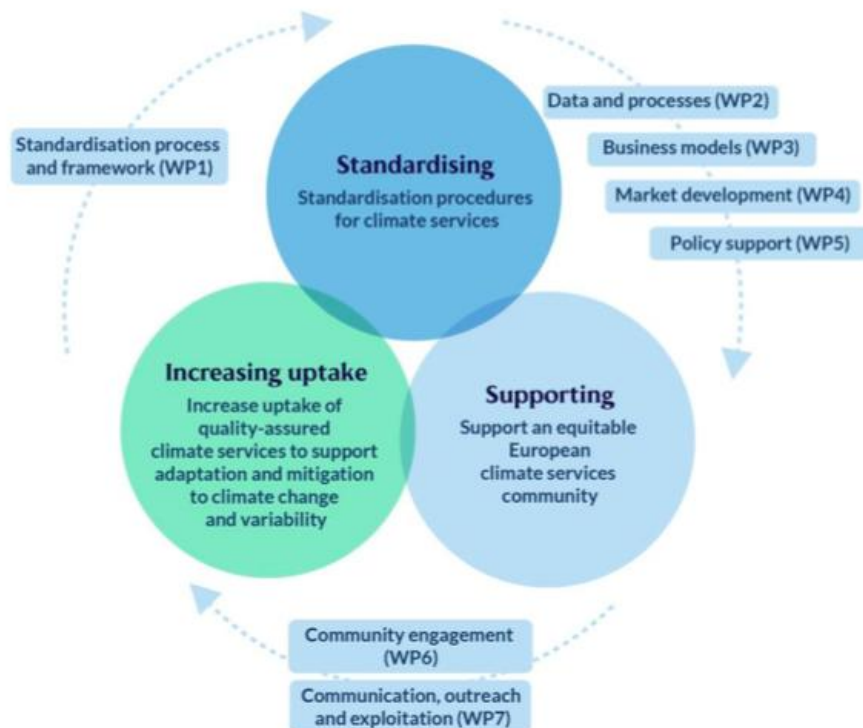 Standardisation process
and framework (WP1)
Standardising
Standardisation procedures
for climate services
Data and processes (WP2)
Business models (WP3)
Market development (WP4)
Policy support (WP5)
Increasing uptake
Increase uptake of
quality-assured
climate services to support
adaptation and mitigation
to climate change
and variability
Supporting
Support an equitable
European
climate services
community
Community engagement
(WP6)
Communication, outreach
and exploitation (WP7)